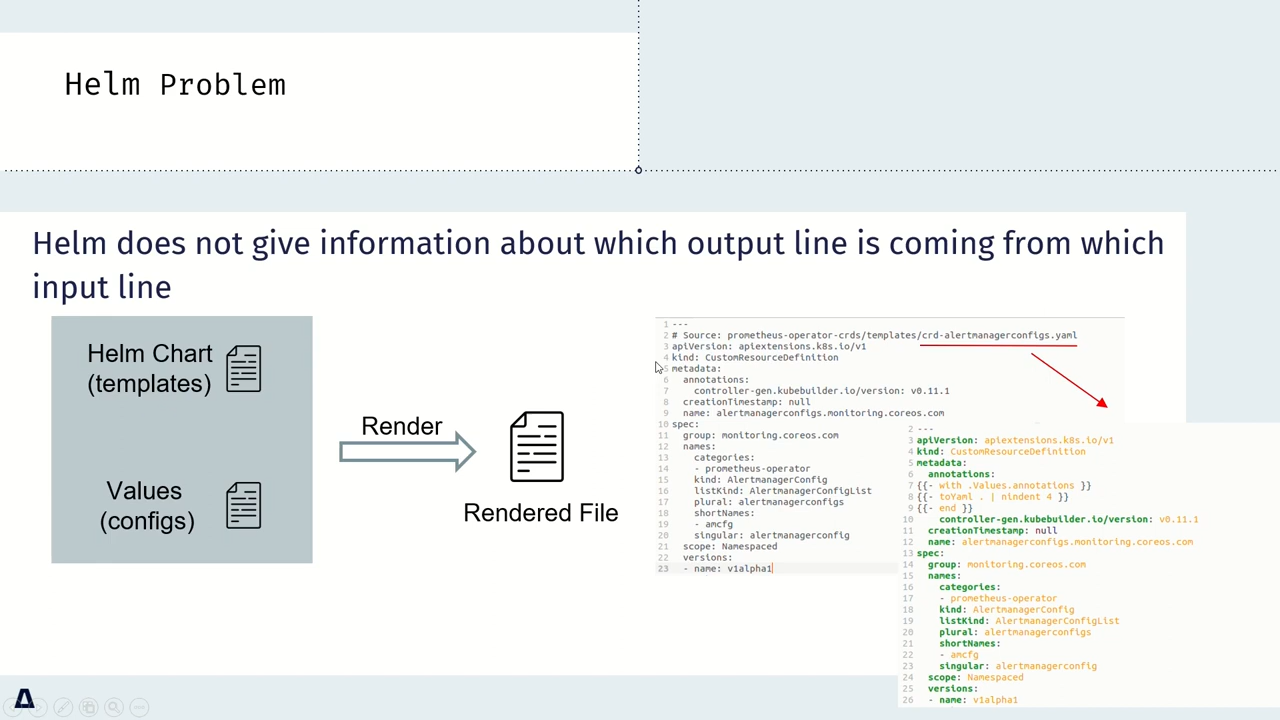 Helm Problem
Helm does not give information about which output line is coming from which
input line
Helm Chart
(templates)
Values
(configs)
Render
Rendered File
1 ---
2 # Source: prometheus-operator-crds/templates/crd-alertmanagerconfigs.yaml
3 apiVersion: apiextensions.k8s.io/v1
4 kind: CustomResourceDefinition
5 metadata:
6 annotations:
7 controller-gen.kubebuilder.io/version: v0.11.1
8 creationTimestamp: null
9 name: alertmanagerconfigs.monitoring.coreos.com
10 spec:
11 group: monitoring.coreos.com
12 names:
13 categories:
14 - prometheus-operator
15 kind: AlertmanagerConfig
16 listKind: AlertmanagerConfigList
17 plural: alertmanagerconfigs
18 shortNames:
19 - amcfg
20 singular: alertmanagerconfig
21 scope: Namespaced
22 versions:
23 - name: v1alpha1
2 ---
3 apiVersion: apiextensions.k8s.io/v1
4 kind: CustomResourceDefinition
5 metadata:
6 annotations:
7 {{- with .Values.annotations }}
8 {{- toYaml . | nindent 4 }}
9 {{- end }}
10 controller-gen.kubebuilder.io/version: v0.11.1
11 creationTimestamp: null
12 name: alertmanagerconfigs.monitoring.coreos.com
13 spec:
14 group: monitoring.coreos.com
15 names:
16 categories:
17 - prometheus-operator
18 kind: AlertmanagerConfig
19 listKind: AlertmanagerConfigList
20 plural: alertmanagerconfigs
21 shortNames:
22 - amcfg
23 singular: alertmanagerconfig
24 scope: Namespaced
25 versions:
26 - name: v1alpha1